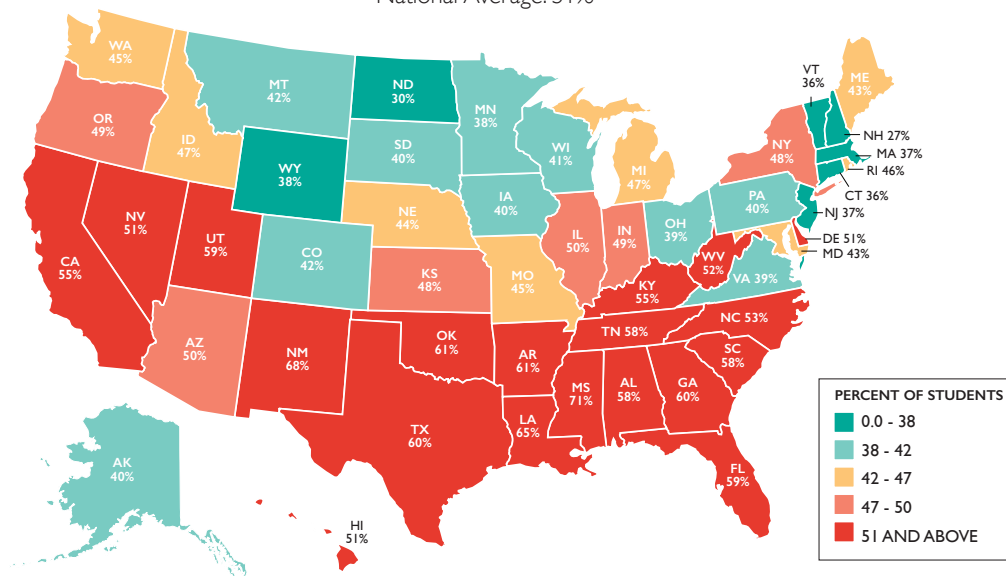 National Average: 51%
WA
45%
OR
49%
ID
47%
MT
42%
ND
30%
MN
38%
SD
40%
WI
41%
WY
38%
IA
40%
NE
44%
MI
47%
VT
36%
ME
43%
NH 27%
MA 37%
RI 46%
CT 36%
NY
48%
PA
40%
NJ 37%
DE 51%
MD 43%
OH
39%
IN
49%
IL
50%
WV
52%
VA 39%
NV
51%
UT
59%
CO
42%
CA
55%
KS
48%
MO
45%
KY
55%
NC 53%
TN 58%
SC
58%
AZ
50%
NM
68%
OK
61%
AR
61%
MS
71%
AL
58%
GA
60%
LA
65%
TX
60%
FL
59%
AK
40%
HI
51%
PERCENT OF STUDENTS
0.0 - 38
38 - 42
42 - 47
47 - 50
51 AND ABOVE